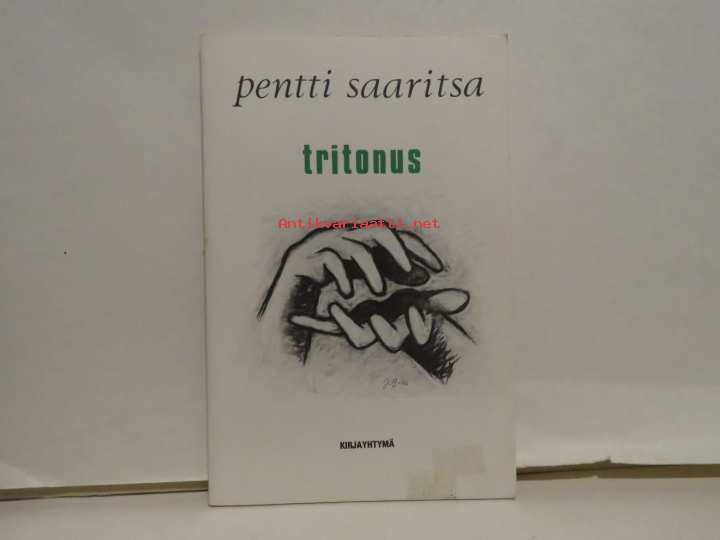 pentti saaritsa
tritonus
Antikvariaatti.net
KIRJAYHTYMÄ